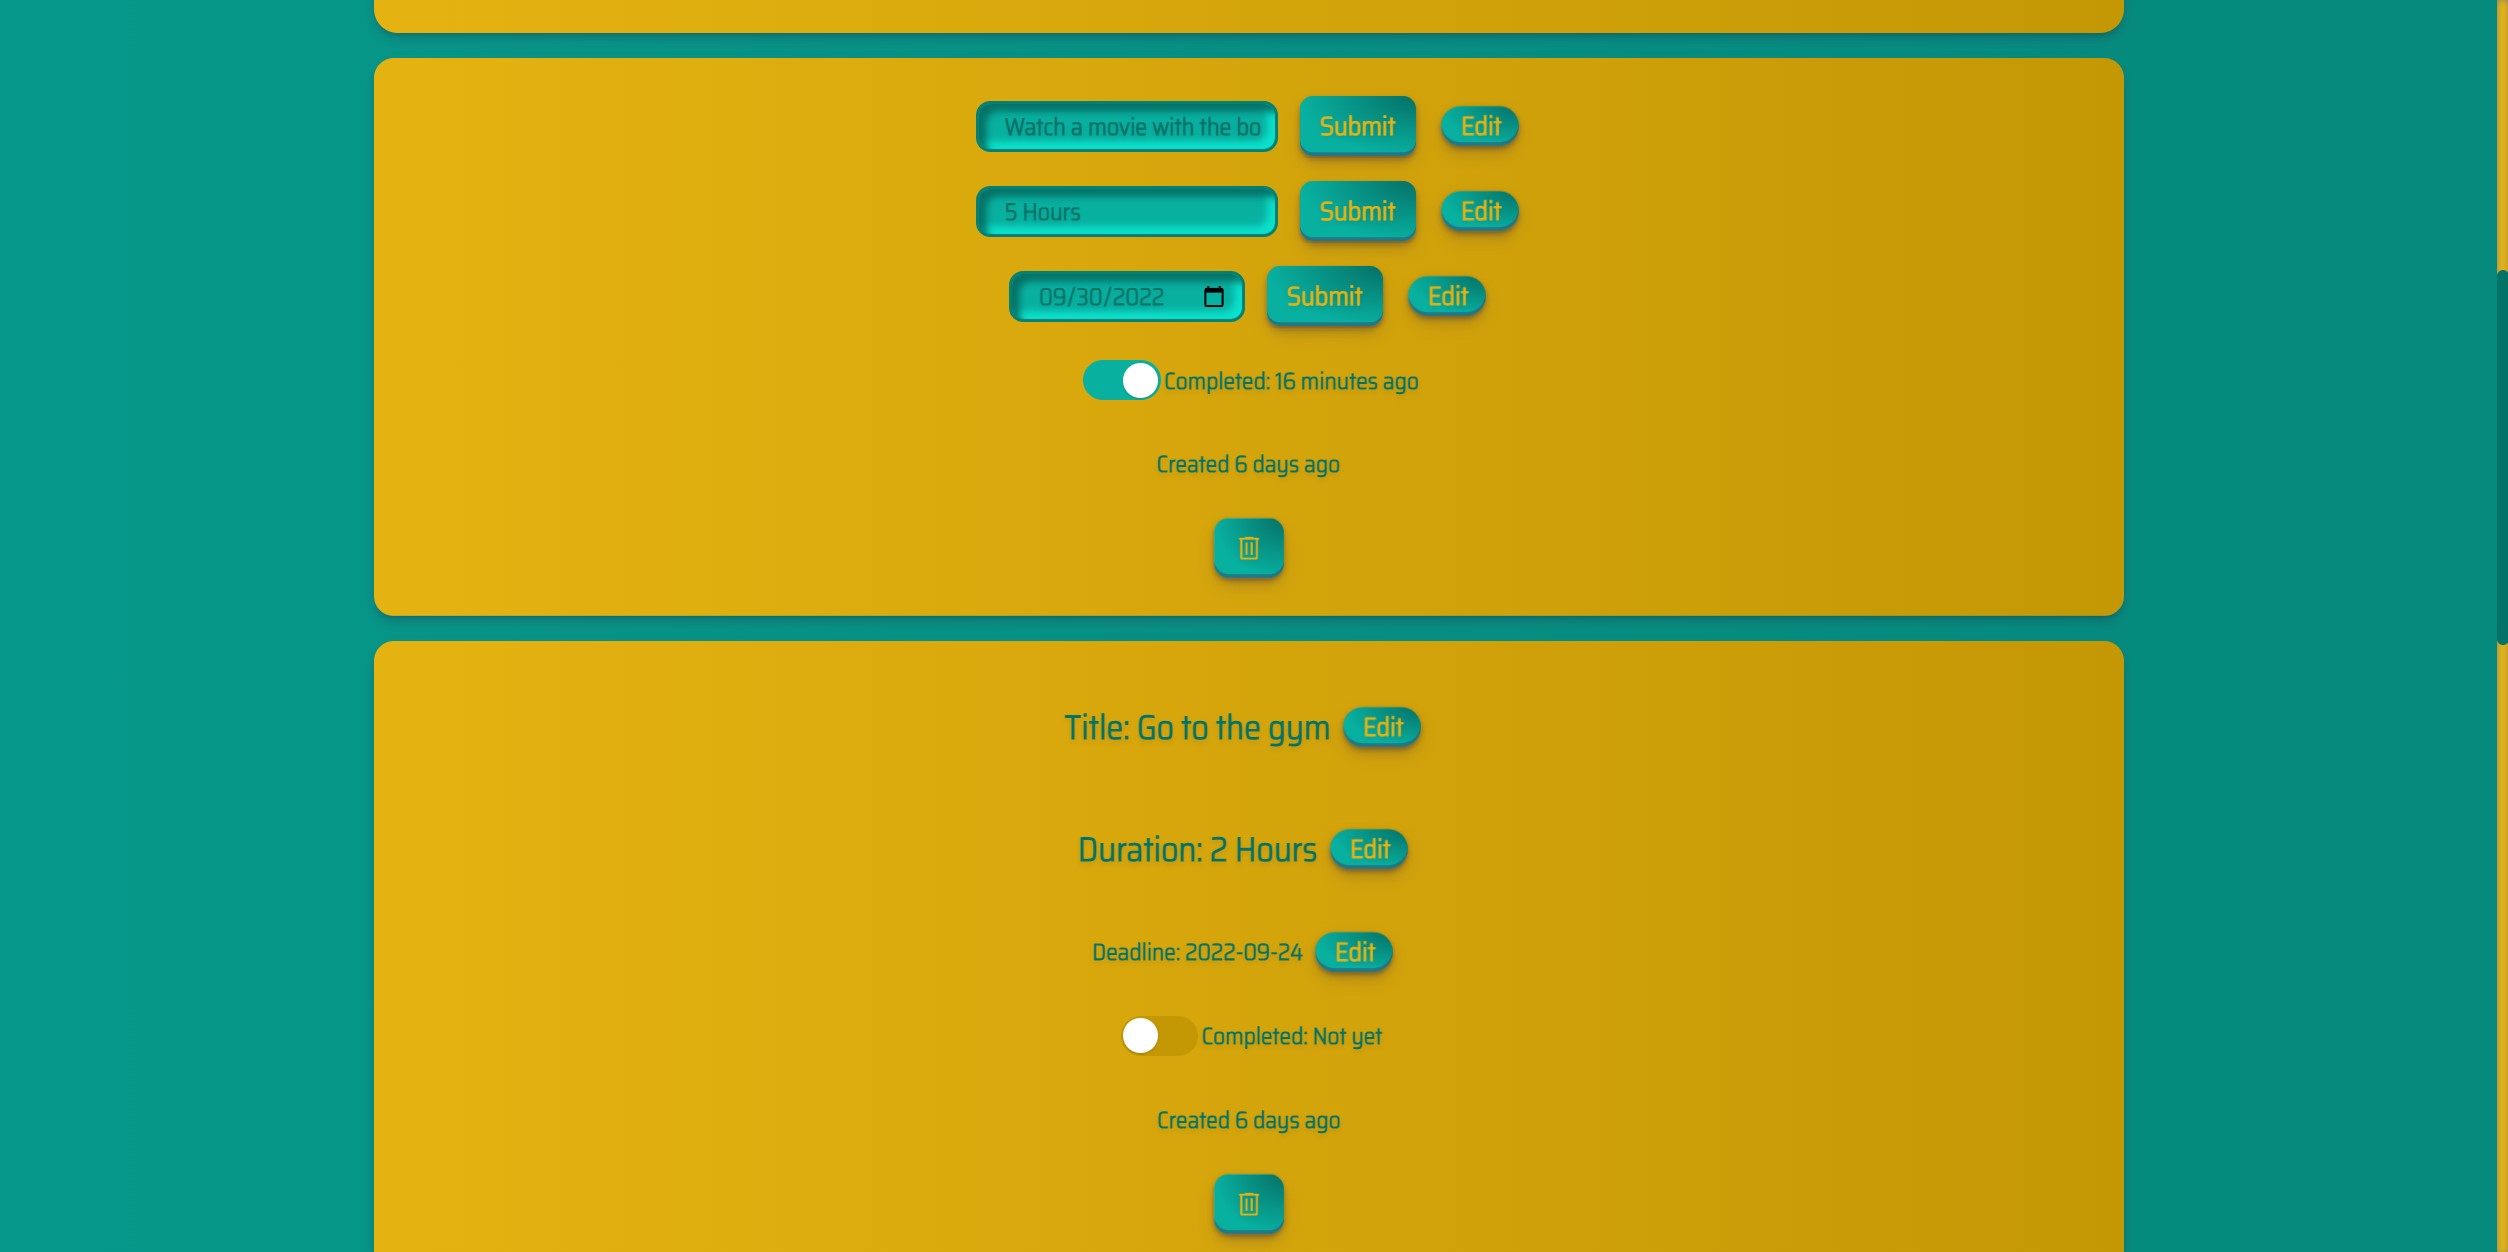 Watch a movie with the bo Submit Edit
5 Hours Submit Edit
09/30/2022 Submit Edit
Completed: 16 minutes ago
Created 6 days ago
Title: Go to the gym Edit
Duration: 2 Hours Edit
Deadline: 2022-09-24 Edit
Completed: Not yet
Created 6 days ago